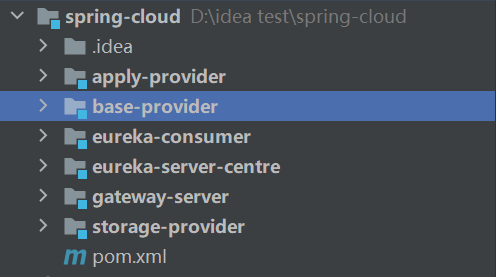 spring-cloud D:\idea test\spring-cloud
.idea
apply-provider
base-provider
eureka-consumer
eureka-server-centre
gateway-server
storage-provider
m pom.xml